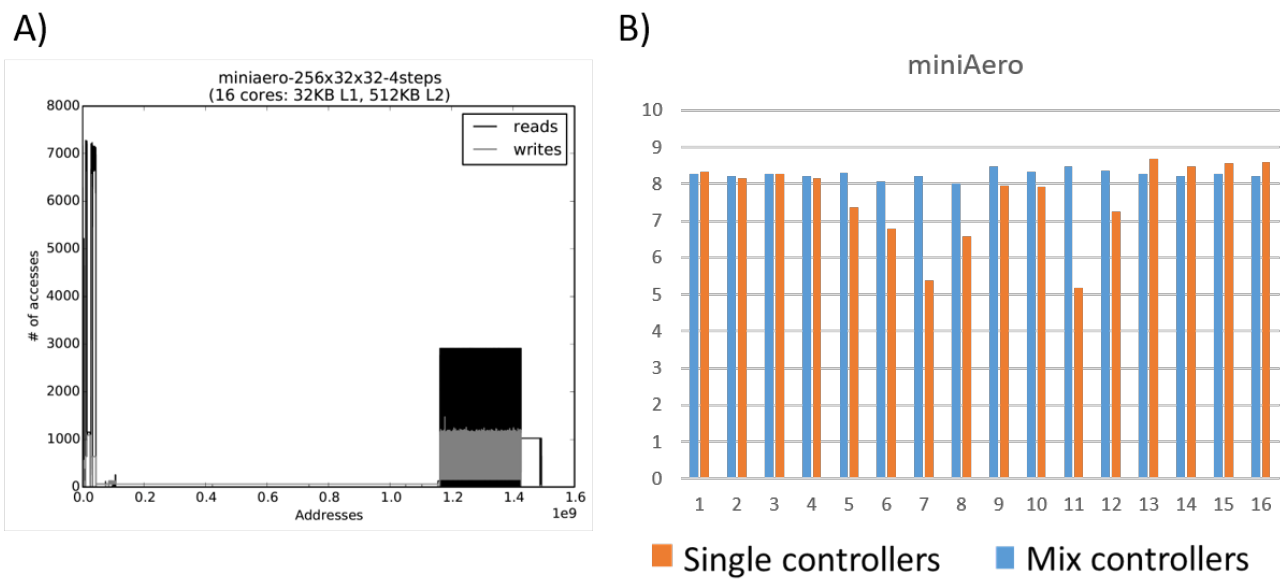 A)
miniaero-256x32x32-4steps
(16 cores: 32KB L1, 512KB L2)
8000
7000
6000
5000
4000
3000
2000
1000
0
# of accesses
reads
writes
0.0 0.2 0.4 0.6 0.8 1.0 1.2 1.4 1.6
1e9
Addresses
B)
miniAero
10
9
8
7
6
5
4
3
2
1
0
1 2 3 4 5 6 7 8 9 10 11 12 13 14 15 16
Single controllers Mix controllers